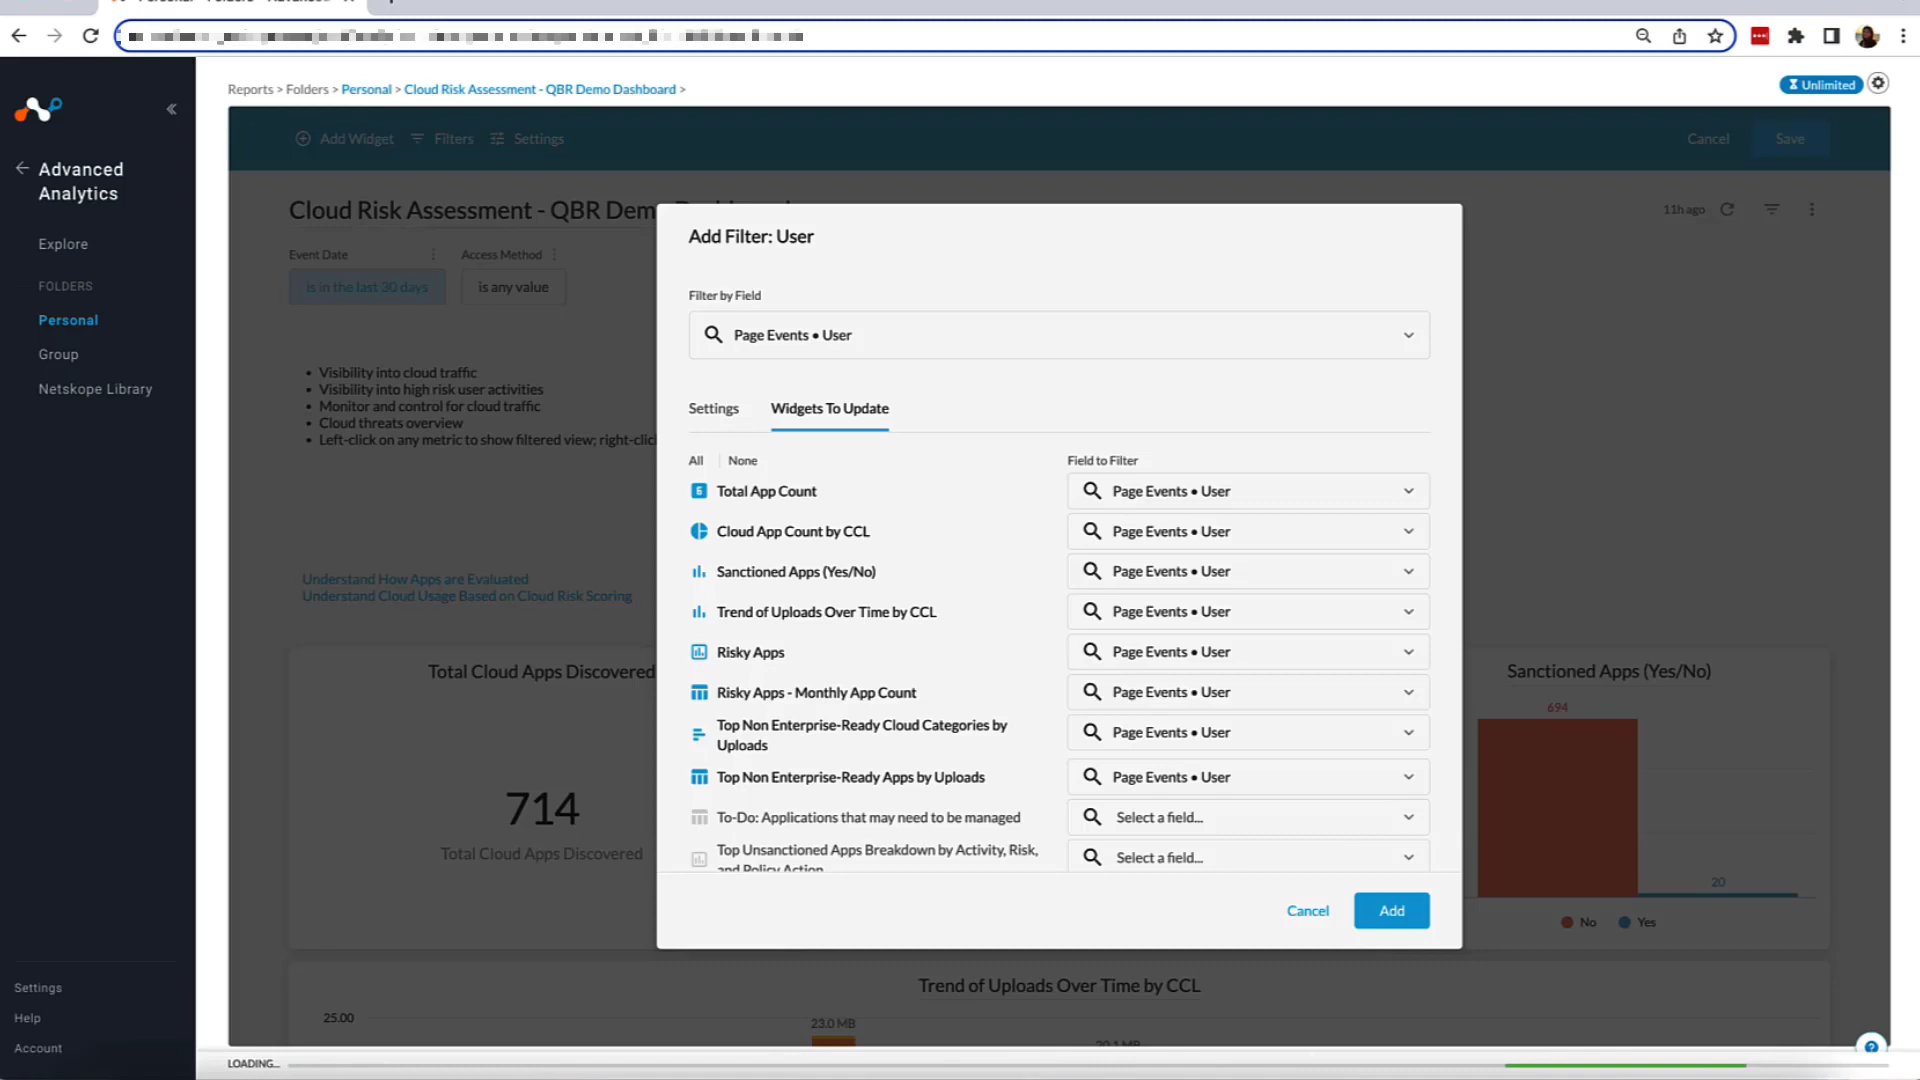 Reports > Folders > Personal > Cloud Risk Assessment - QBR Demo Dashboard >
Unlimited
Advanced
Analytics
Explore
FOLDERS
Personal
Group
Netskope Library
Settings
Help
Account
Add Widget
Filters
Settings
Cancel
Save
Cloud Risk Assessment - QBR Dem
11h ago
Event Date
Access Method
is in the last 30 days
is any value
• Visibility into cloud traffic
• Visibility into high risk user activities
• Monitor and control for cloud traffic
• Cloud threats overview
• Left-click on any metric to show filtered view; right-clic
Understand How Apps are Evaluated
Understand Cloud Usage Based on Cloud Risk Scoring
Total Cloud Apps Discovered
714
Total Cloud Apps Discovered
Add Filter: User
Filter by Field
Page Events • User
Settings
Widgets To Update
All
None
Field to Filter
Total App Count
Page Events • User
Cloud App Count by CCL
Page Events • User
Sanctioned Apps (Yes/No)
Page Events • User
Trend of Uploads Over Time by CCL
Page Events • User
Risky Apps
Page Events • User
Risky Apps - Monthly App Count
Page Events • User
Top Non Enterprise-Ready Cloud Categories by
Uploads
Page Events • User
Top Non Enterprise-Ready Apps by Uploads
Page Events • User
To-Do: Applications that may need to be managed
Select a field...
Top Unsanctioned Apps Breakdown by Activity, Risk,
and Policy Action
Select a field...
Cancel
Add
Sanctioned Apps (Yes/No)
694
20
No
Yes
Trend of Uploads Over Time by CCL
25.00
23.0 MB
20.1 MB
LOADING...